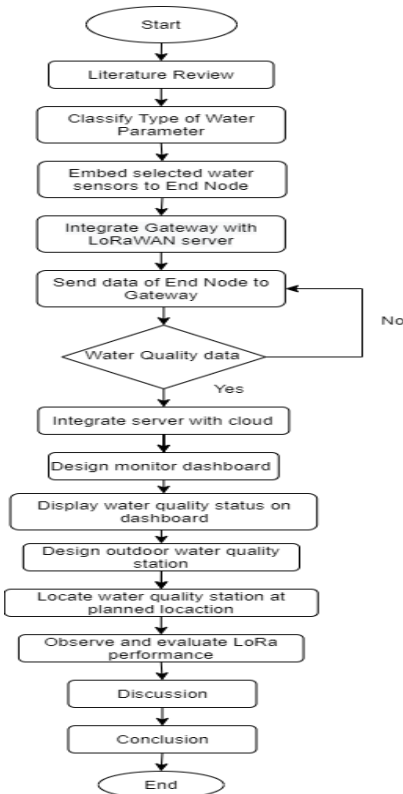 Start
Literature Review
Classify Type of Water
Parameter
Embed selected water
sensors to End Node
Integrate Gateway with
LoRaWAN server
Send data of End Node to
Gateway
No
Water Quality data
Yes
Integrate server with cloud
Design monitor dashboard
Display water quality status on
dashboard
Design outdoor water quality
station
Locate water quality station at
planned locaction
Observe and evaluate LoRa
performance
Discussion
Conclusion
End